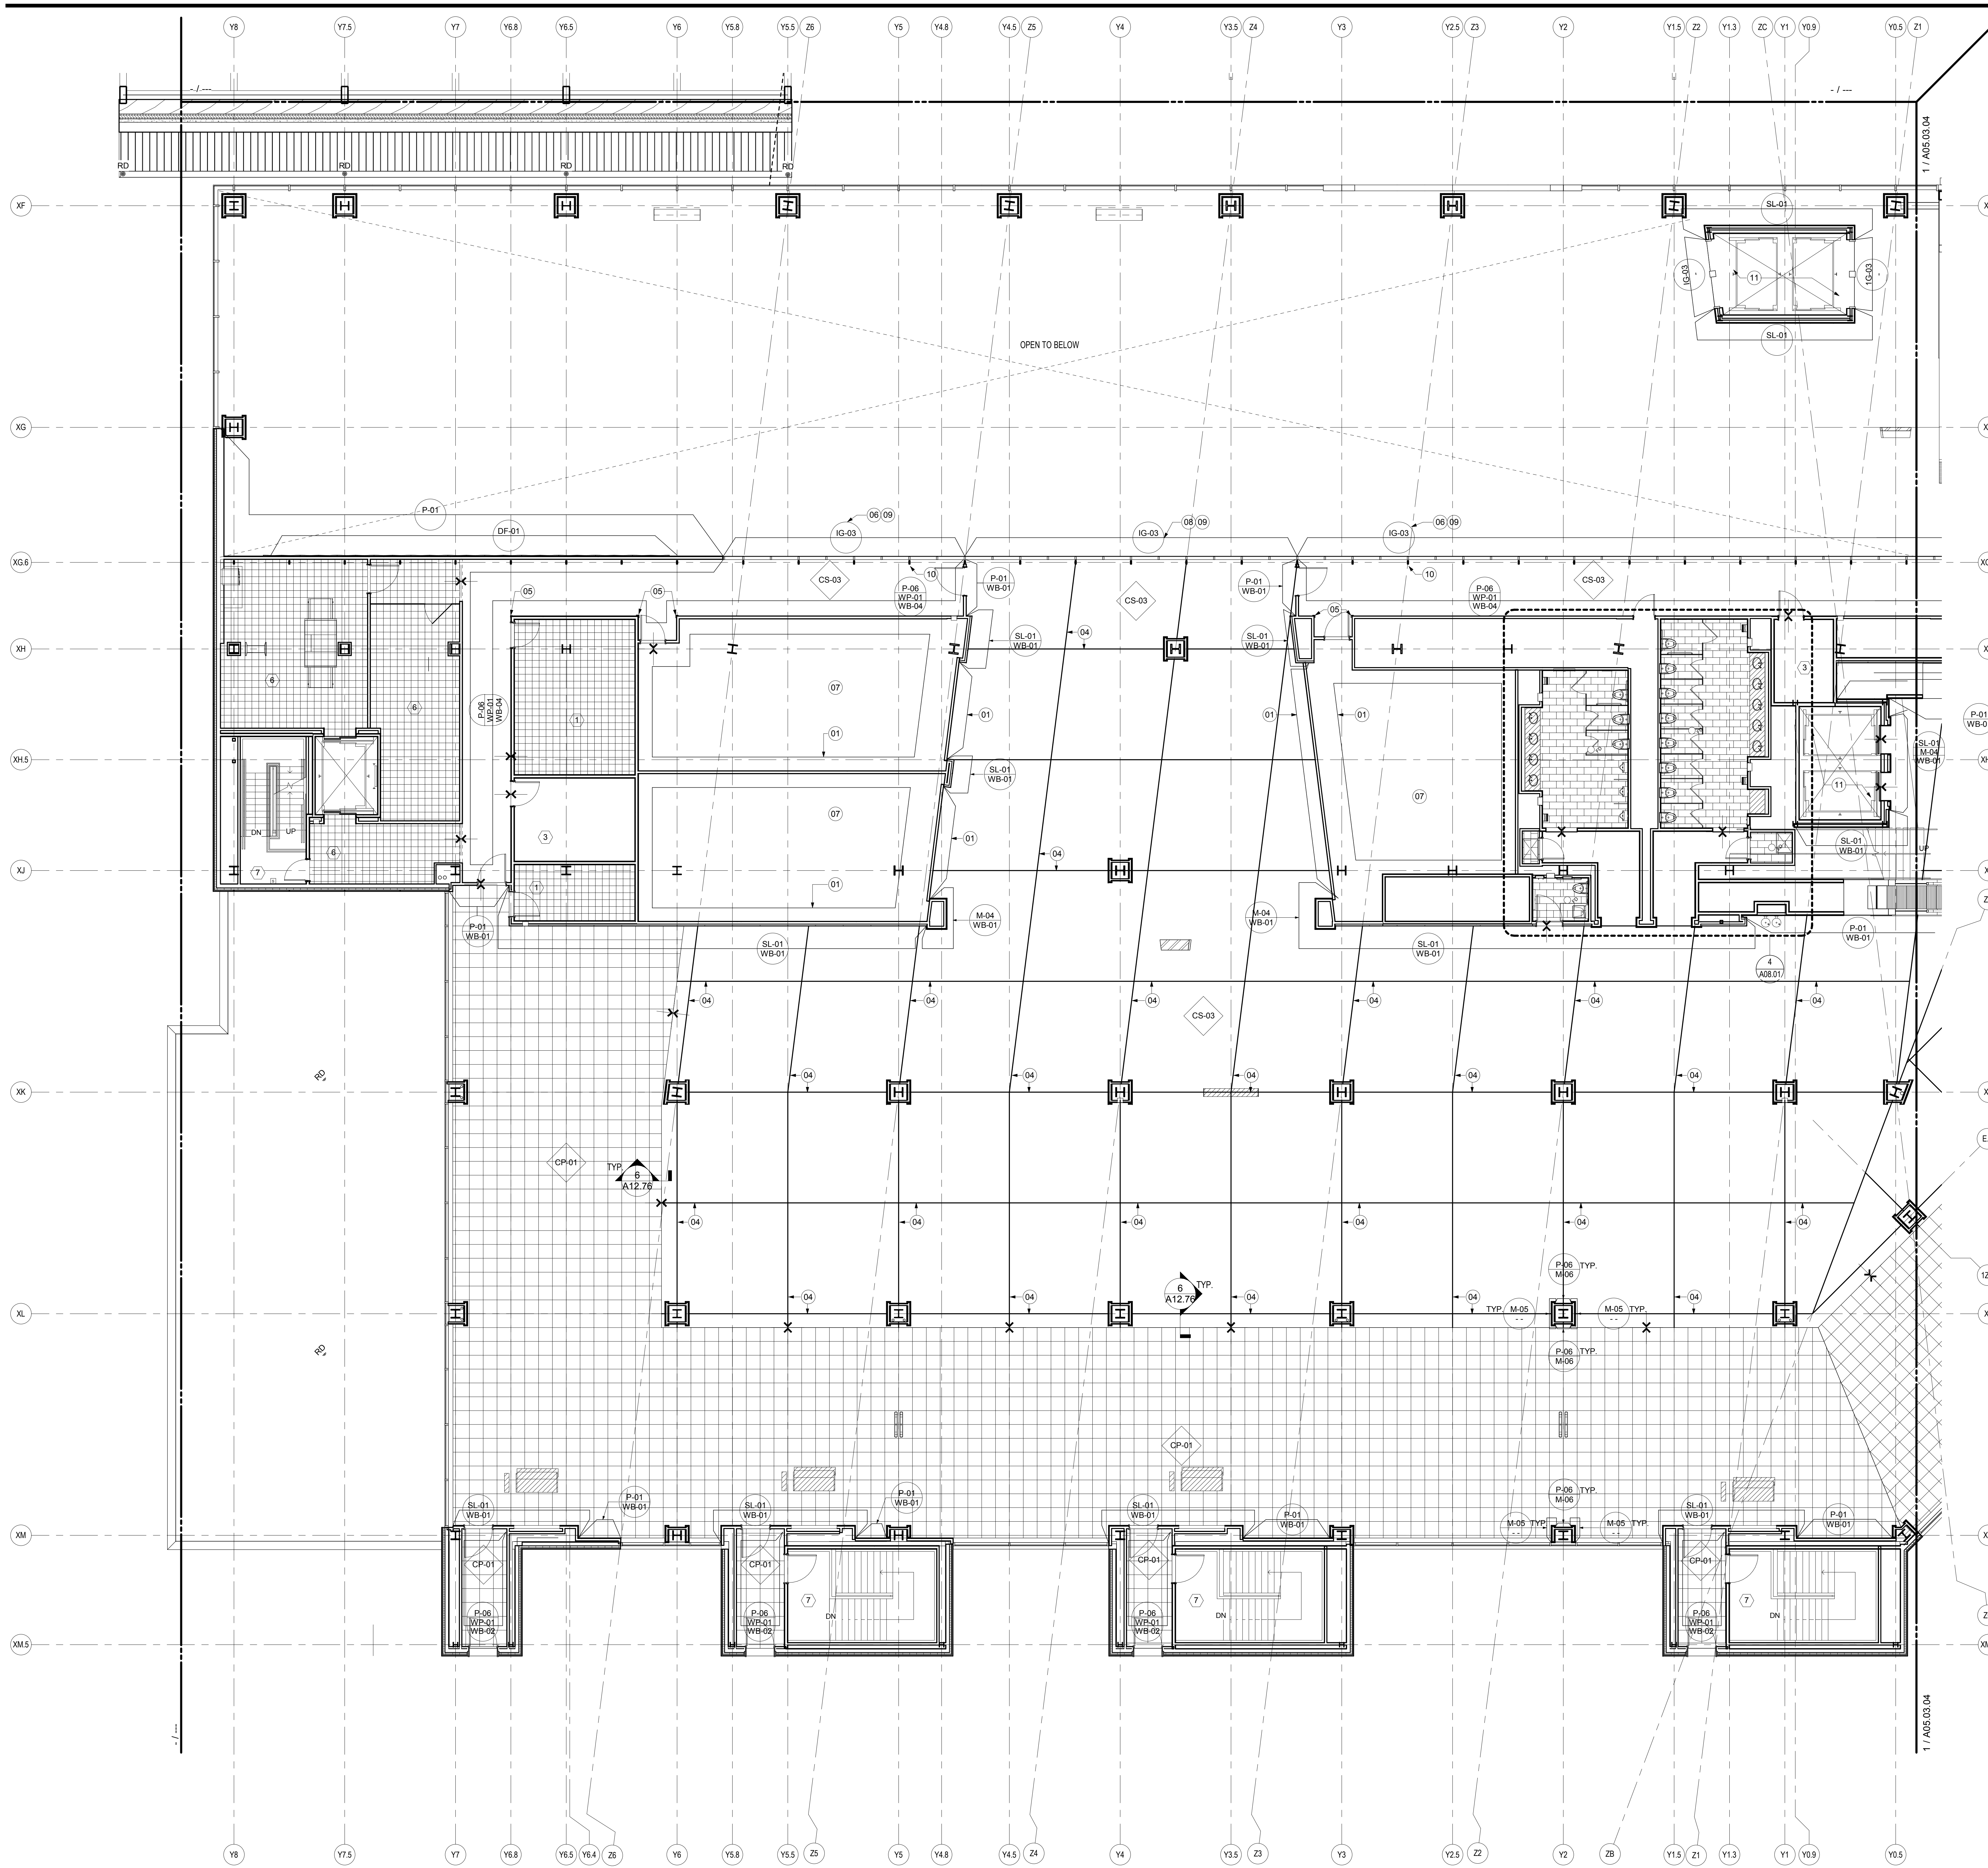 Y8 Y7.5 Y7 Y6.8 Y6.5 Y6 Y5.8 Y5.5 Z6 Y5 Y4.8 Y4.5 Z5 Y4 Y3.5 Z4 Y3 Y2.5 Z3 Y2 Y1.5 Z2 Y1.3 ZC Y1 Y0.9 Y0.5 Z1
- / ---
- / ---
1 / A05.03.04
RD
RD
RD
RD
XF
SL-01
IG-03
11
IG-03
SL-01
OPEN TO BELOW
XG
P-01
DF-01
06 09
IG-03
08 09
IG-03
06 09
IG-03
XG.6
10
10
CS-03
CS-03
CS-03
05
05
05
P-06
WP-01
WB-04
P-01
WB-01
P-01
WB-01
P-06
WP-01
WB-04
XH
SL-01
WB-01
04
SL-01
WB-01
3
6
6
P-06
WP-01
WB-04
1
07
01
01
01
01
P-01
SL-01
M-04
WB-01
XH.5
SL-01
WB-01
11
07
07
DN
UP
6
3
01
04
SL-01
WB-01
UP
XJ
7
1
01
04
P-01
WB-01
M-04
WB-01
M-04
WB-01
SL-01
WB-01
SL-01
WB-01
P-01
WB-01
4
A08.01
04
04
04
04
04
04
CS-03
RD
04
04
04
04
04
04
04
04
04
04
XK
CP-01
TYP.
6
A12.76
04
04
04
04
04
04
P-06
M-06
TYP.
6
A12.76
TYP.
04
04
04
04
04
04
XL
TYP.
M-05
- -
M-05
- -
TYP.
P-06
M-06
TYP.
RD
CP-01
SL-01
WB-01
P-01
WB-01
SL-01
WB-01
P-01
WB-01
SL-01
WB-01
P-01
WB-01
P-06
M-06
TYP.
SL-01
WB-01
P-01
WB-01
XM
M-05
- -
TYP.
M-05
- -
TYP.
CP-01
CP-01
CP-01
CP-01
P-06
WP-01
WB-02
P-06
WP-01
WB-02
7
DN
P-06
WP-01
WB-02
7
DN
P-06
WP-01
WB-02
7
DN
XM.5
- / ---
1 / A05.03.04
Y8 Y7.5 Y7 Y6.8 Y6.5 Y6.4 Z6 Y6 Y5.8 Y5.5 Z5 Y5 Y4.8 Y4.5 Z4 Y4 Y3.5 Z3 Y3 Y2.5 Z2 Y2 ZB Y1.5 Z1 Y1.3 Y1 Y0.9 Y0.5